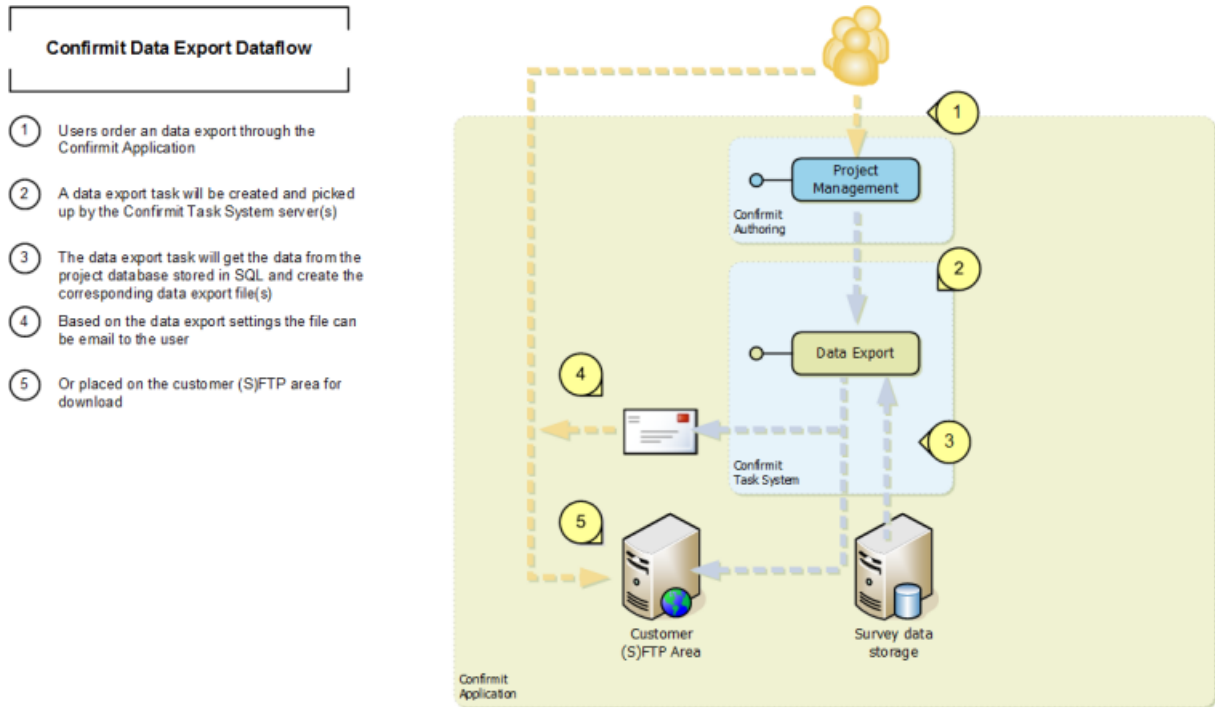 Confirmit Data Export Dataflow
1 Users order an data export through the
Confirmit Application
2 A data export task will be created and picked
up by the Confirmit Task System server(s)
3 The data export task will get the data from the
project database stored in SQL and create the
corresponding data export file(s)
4 Based on the data export settings the file can
be email to the user
5 Or placed on the customer (S)FTP area for
download
1
Project
Management
Confirmit
Authoring
2
Data Export
4
3
Confirmit
Task System
5
Customer
(S)FTP Area
Survey data
storage
Confirmit
Application